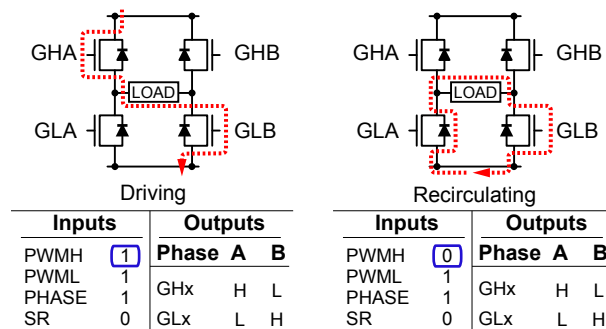 GHA
GHB
LOAD
GLA
GLB
Driving
Inputs Outputs
PWMH 1 Phase A B
PWML 1
GHx H L
PHASE 1
SR 0 GLx L H
GHA
GHB
LOAD
GLA
GLB
Recirculating
Inputs Outputs
PWMH 0 Phase A B
PWML 1
GHx H L
PHASE 1
SR 0 GLx L H